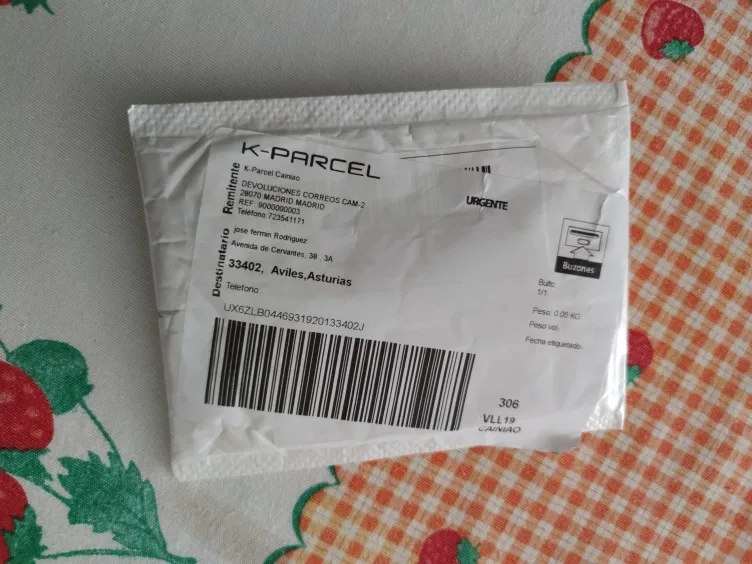 K-PARCEL
Remitente
K-Parcel Cainiao
DEVOLUCIONES CORREOS CAM-2
28070 MADRID MADRID
REF: 9000000003
Telefono:723541171
URGENTE
Destinatario
jose fermin Rodriguez
Avenida de Cervantes, 38 , 3A
33402, Aviles,Asturias
Telefono:
UX6ZLB0446931920133402J
Buzones
Bulto
1/1
Peso: 0.05 KG
Peso vol.
Fecha etiquetado:
306
VLL19
CAINIAO